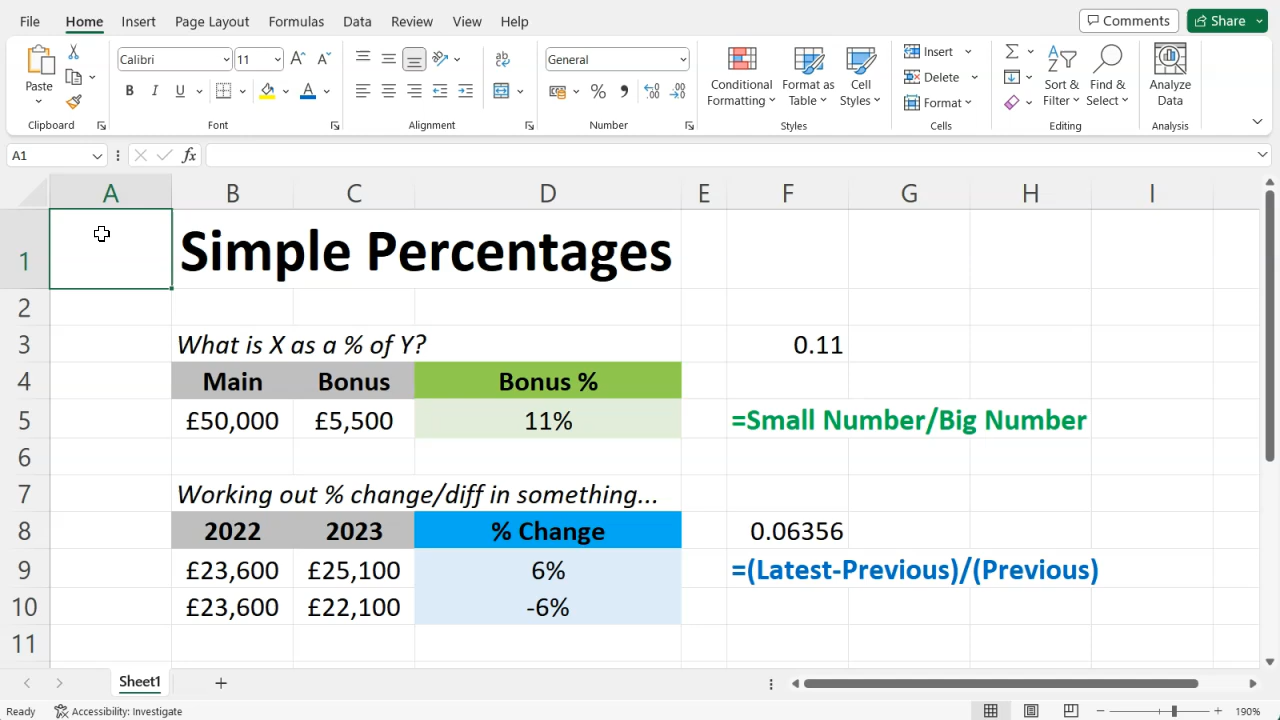 File Home Insert Page Layout Formulas Data Review View Help Comments Share
Paste Calibri 11 General Conditional Formatting Format as Table Cell Styles Insert Delete Format Sort & Filter Find & Select Analyze Data
Clipboard Font Alignment Number Styles Cells Editing Analysis
A1 fx
A B C D E F G H I
1 Simple Percentages
2
3 What is X as a % of Y? 0.11
4 Main Bonus Bonus %
5 £50,000 £5,500 11% =Small Number/Big Number
6
7 Working out % change/diff in something...
8 2022 2023 % Change 0.06356
9 £23,600 £25,100 6% =(Latest-Previous)/(Previous)
10 £23,600 £22,100 -6%
11
Sheet1
Ready Accessibility: Investigate 190%